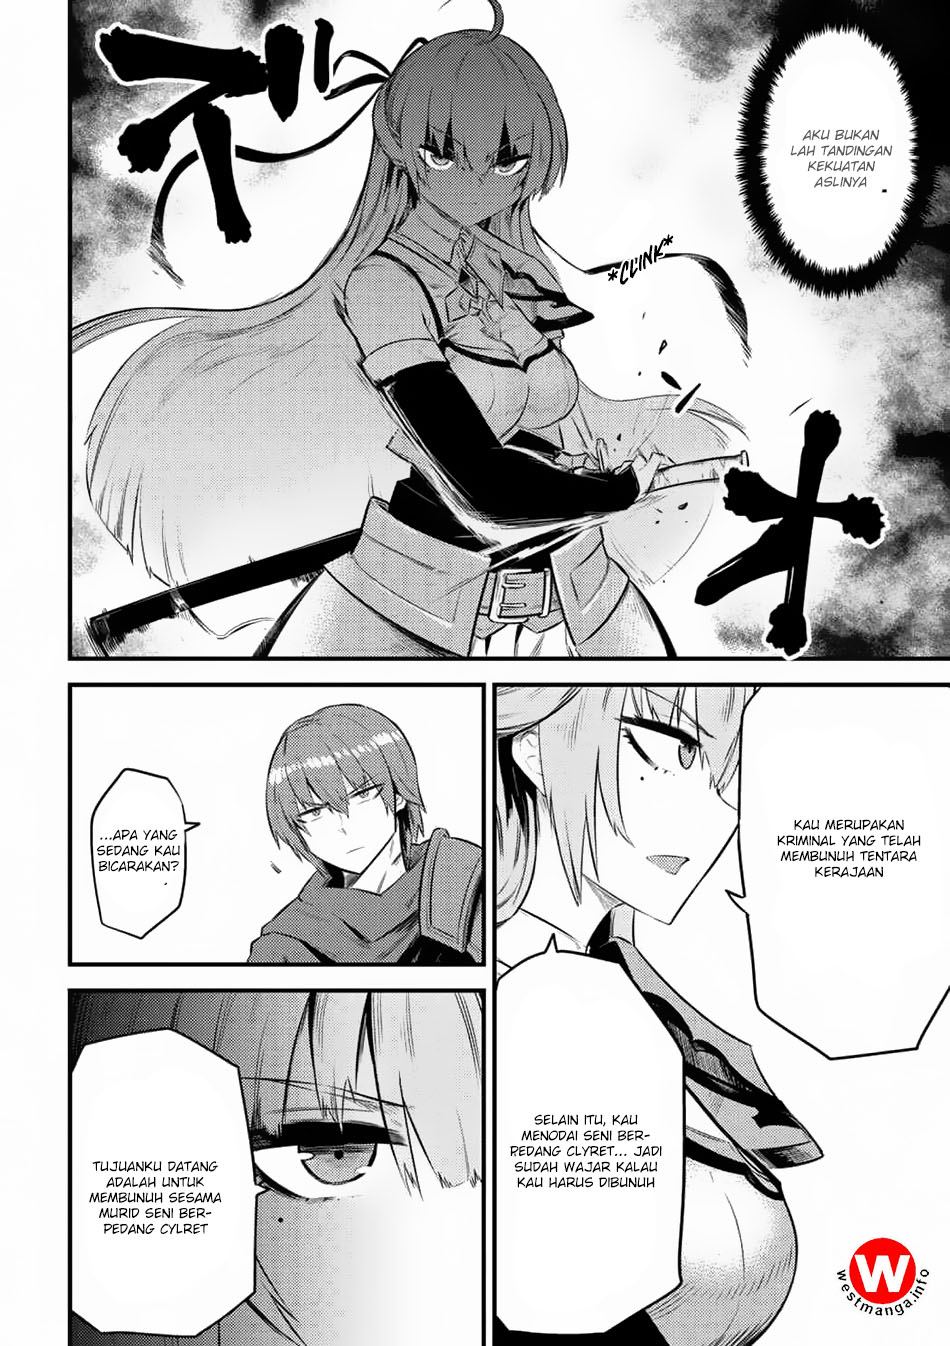 AKU BUKAN
LAH TANDINGAN
KEKUATAN
ASLINYA
ズ
*CLINK*
オ
KAU MERUPAKAN
KRIMINAL YANG TELAH
MEMBUNUH TENTARA
KERAJAAN
SELAIN ITU, KAU
MENODAI SENI BER-
PEDANG CLYRET... JADI
SUDAH WAJAR KALAU
KAU HARUS DIBUNUH
...APA YANG
SEDANG KAU
BICARAKAN?
TUJUANKU DATANG
ADALAH UNTUK
MEMBUNUH SESAMA
MURID SENI BER-
PEDANG CYLRET
W
westmanga.info